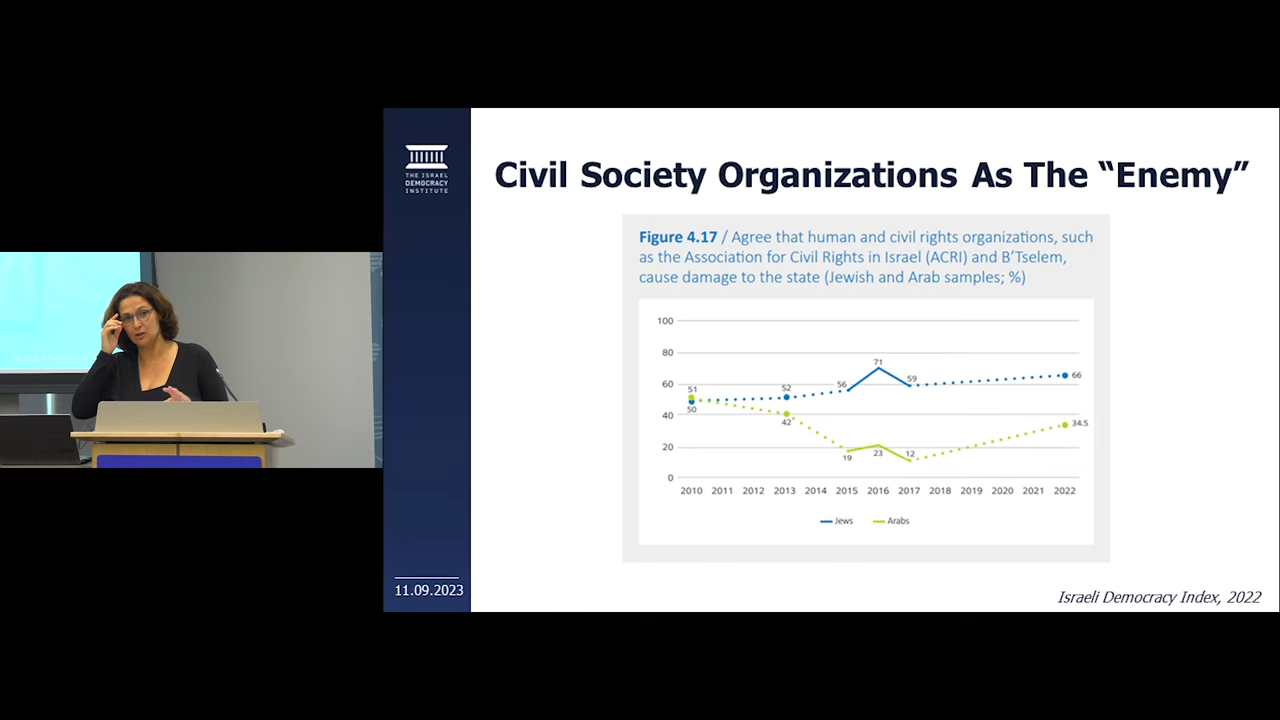 THE ISRAEL
DEMOCRACY
INSTITUTE
11.09.2023
Civil Society Organizations As The “Enemy”
Figure 4.17 / Agree that human and civil rights organizations, such
as the Association for Civil Rights in Israel (ACRI) and B’Tselem,
cause damage to the state (Jewish and Arab samples; %)
100
80
60
40
20
0
51
50
52
42
56
19
71
23
59
12
66
34.5
2010 2011 2012 2013 2014 2015 2016 2017 2018 2019 2020 2021 2022
Jews Arabs
Israeli Democracy Index, 2022